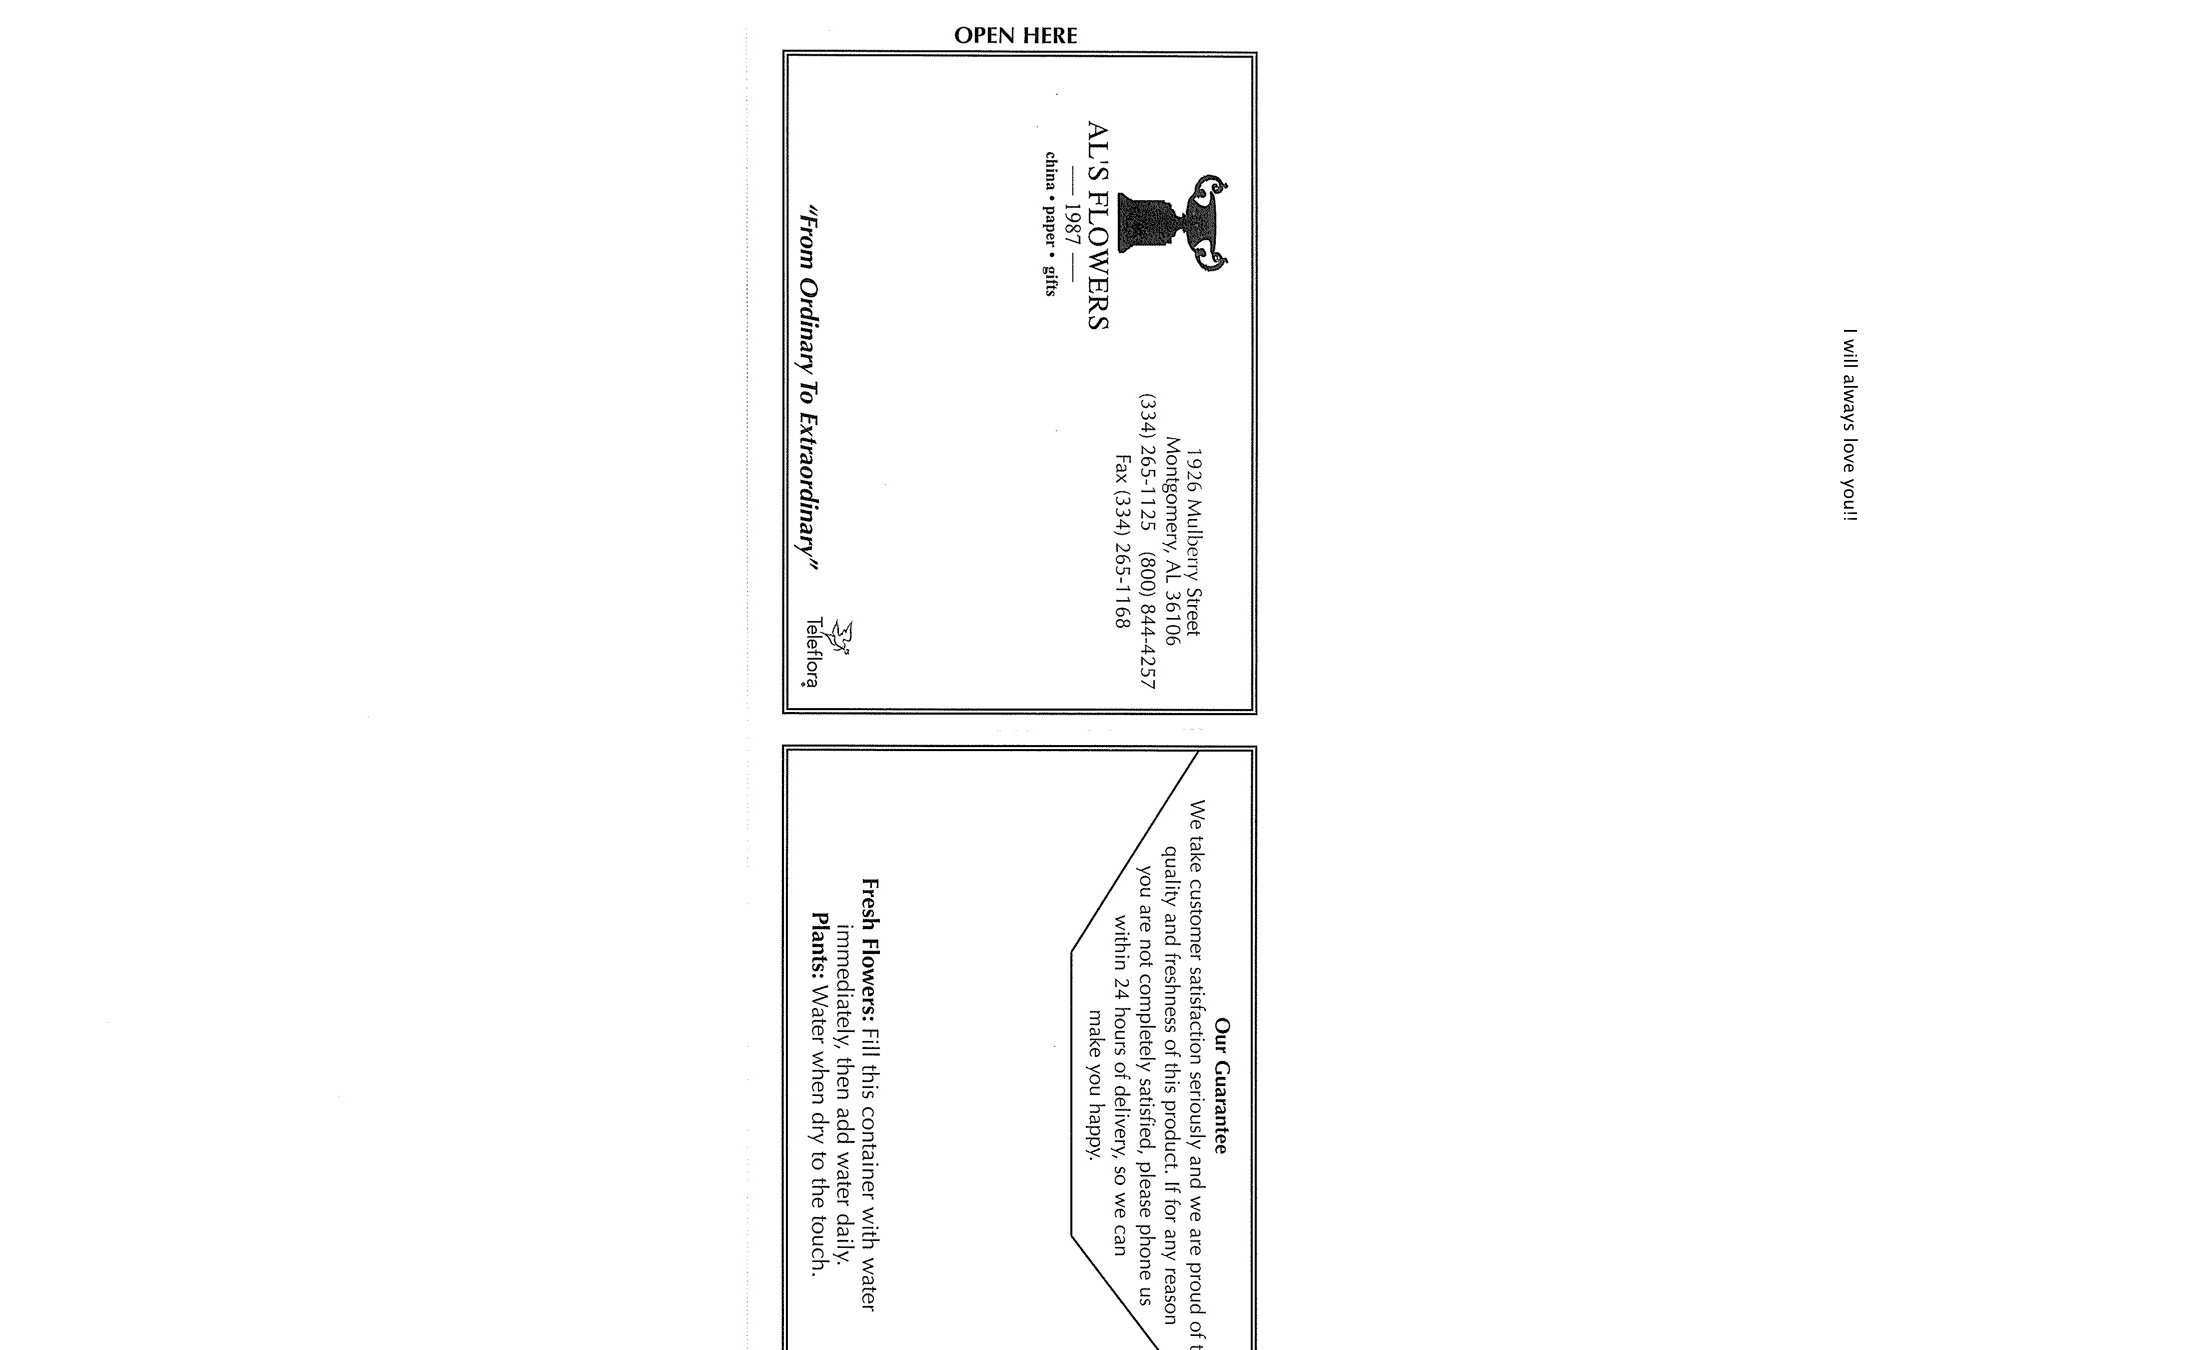 OPEN HERE
AL'S FLOWERS
1987
china • paper • gifts
1926 Mulberry Street
Montgomery, AL 36106
(334) 265-1125 (800) 844-4257
Fax (334) 265-1168
"From Ordinary To Extraordinary"
Teleflora
I will always love you!!
Our Guarantee
We take customer satisfaction seriously and we are proud of
quality and freshness of this product. If for any reason
you are not completely satisfied, please phone us
within 24 hours of delivery, so we can
make you happy.
Fresh Flowers: Fill this container with water
immediately, then add water daily.
Plants: Water when dry to the touch.